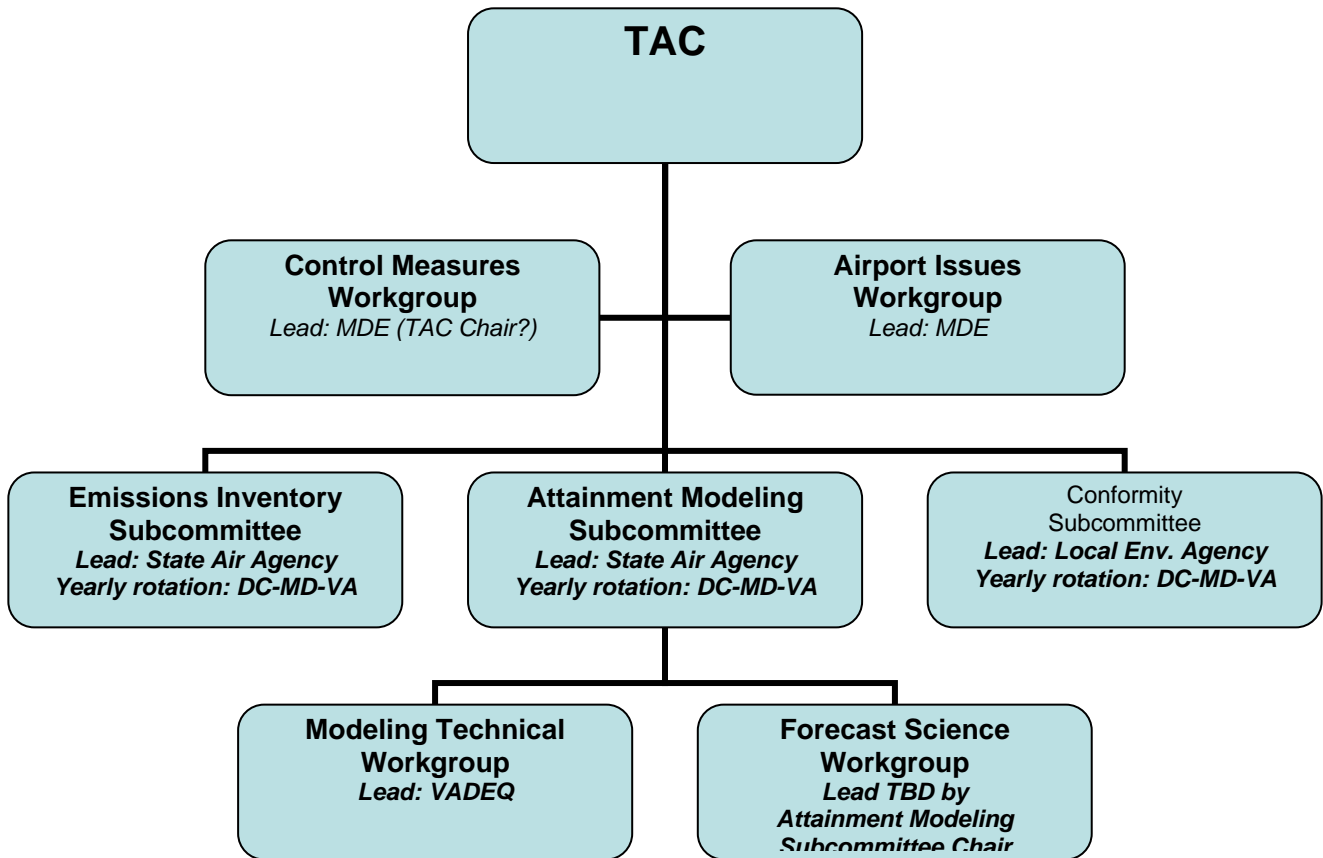 TAC
Control Measures
Workgroup
Lead: MDE (TAC Chair?)
Airport Issues
Workgroup
Lead: MDE
Emissions Inventory
Subcommittee
Lead: State Air Agency
Yearly rotation: DC-MD-VA
Attainment Modeling
Subcommittee
Lead: State Air Agency
Yearly rotation: DC-MD-VA
Conformity
Subcommittee
Lead: Local Env. Agency
Yearly rotation: DC-MD-VA
Modeling Technical
Workgroup
Lead: VADEQ
Forecast Science
Workgroup
Lead TBD by
Attainment Modeling
Subcommittee Chair